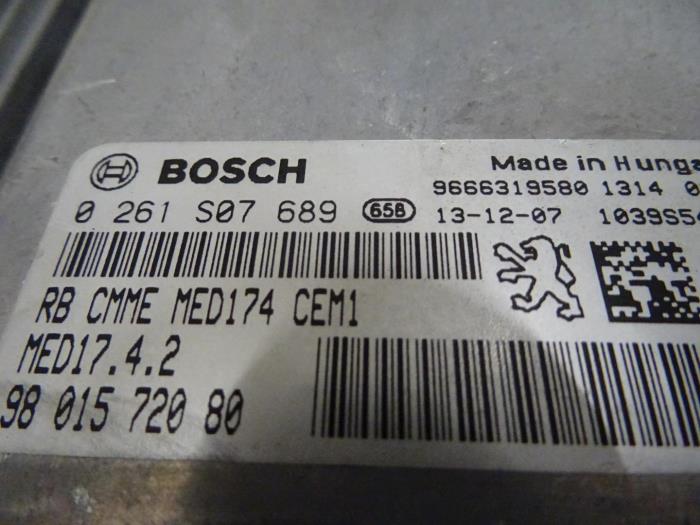 BOSCH
Made in
0 261 S07 689 658
9666319580 1314
13-12-07
RB CMME MED174 CEM1
MED17.4.2
98 015 720 80